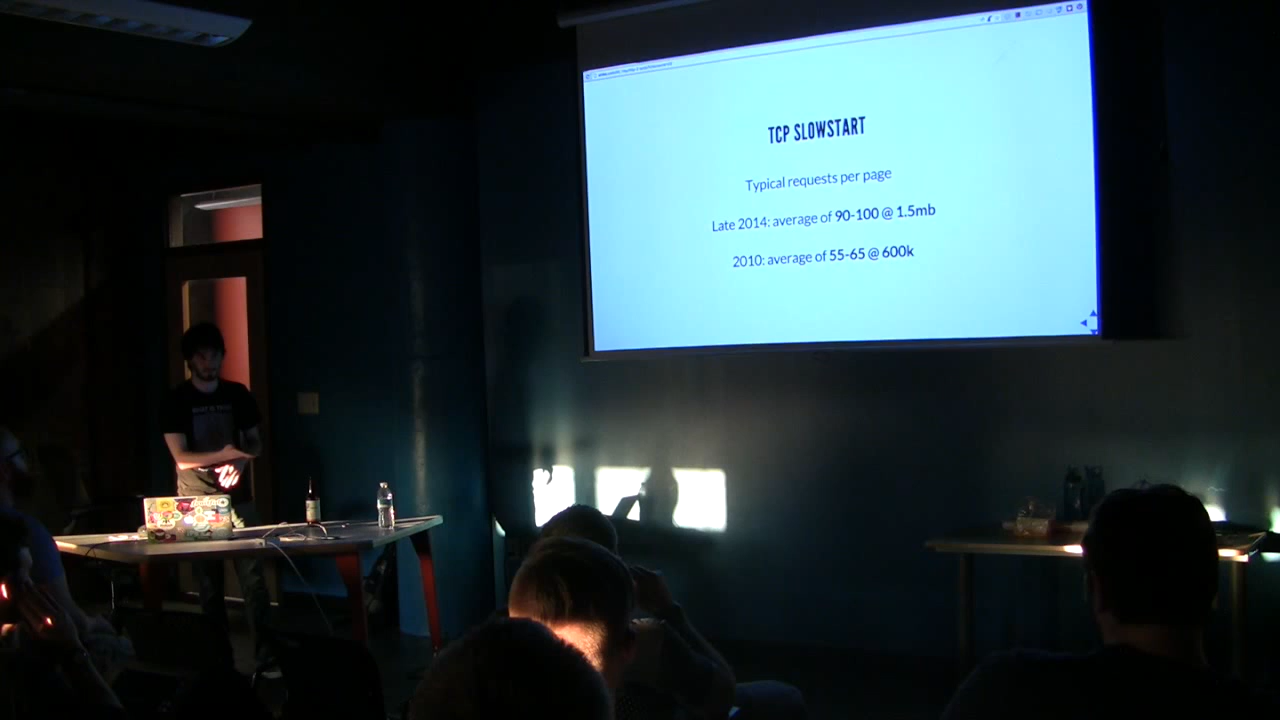 TCP SLOWSTART
Typical requests per page
Late 2014: average of 90-100 @ 1.5mb
2010: average of 55-65 @ 600k